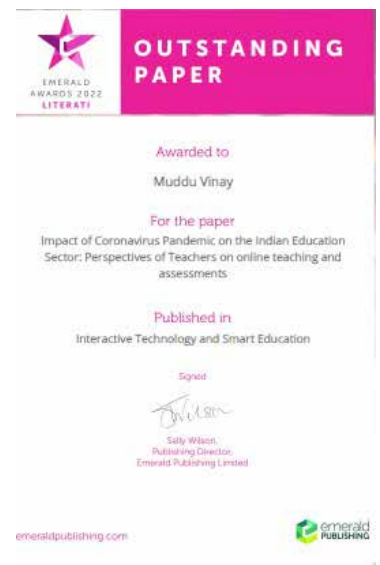 EMERALD
AWARDS 2022
LITERATI
OUTSTANDING
PAPER
Awarded to
Muddu Vinay
For the paper
Impact of Coronavirus Pandemic on the Indian Education
Sector: Perspectives of Teachers on online teaching and
assessments
Published in
Interactive Technology and Smart Education
Signed
Sally Wilson,
Publishing Director,
Emerald Publishing Limited
emeraldpublishing.com
emerald
PUBLISHING